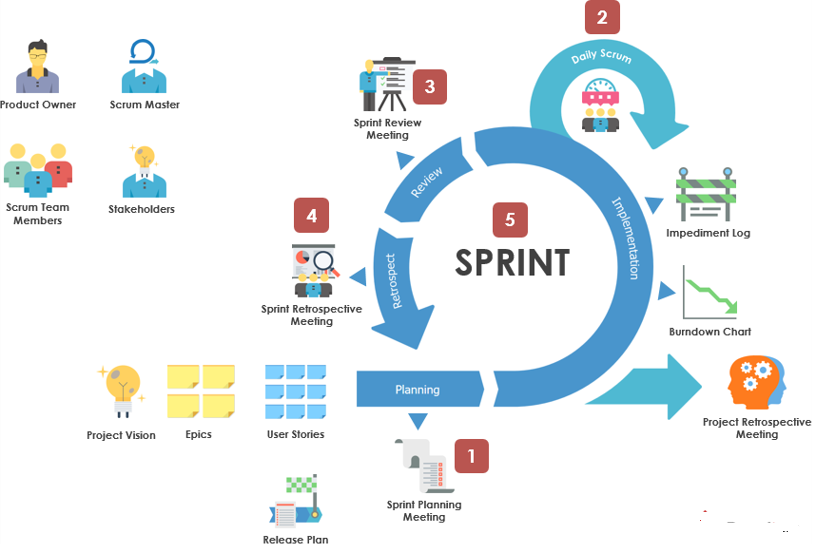 2
Daily Scrum
3
Product Owner
Scrum Master
Sprint Review
Meeting
Review
Scrum Team
Members
Stakeholders
4
5
Implementation
Impediment Log
SPRINT
Retrospect
Sprint Retrospective
Meeting
Burndown Chart
Planning
Project Vision
Epics
User Stories
Project Retrospective
Meeting
1
Sprint Planning
Meeting
Release Plan